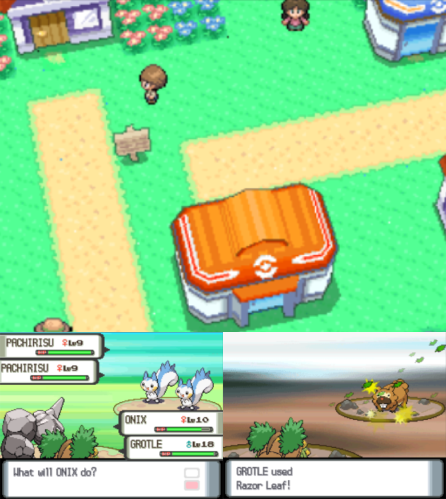 PACHIRISU ♀Lv9
PACHIRISU ♀Lv9
ONIX ♀Lv10
GROTLE ♂Lv18
What will ONIX do?
GROTLE used
Razor Leaf!